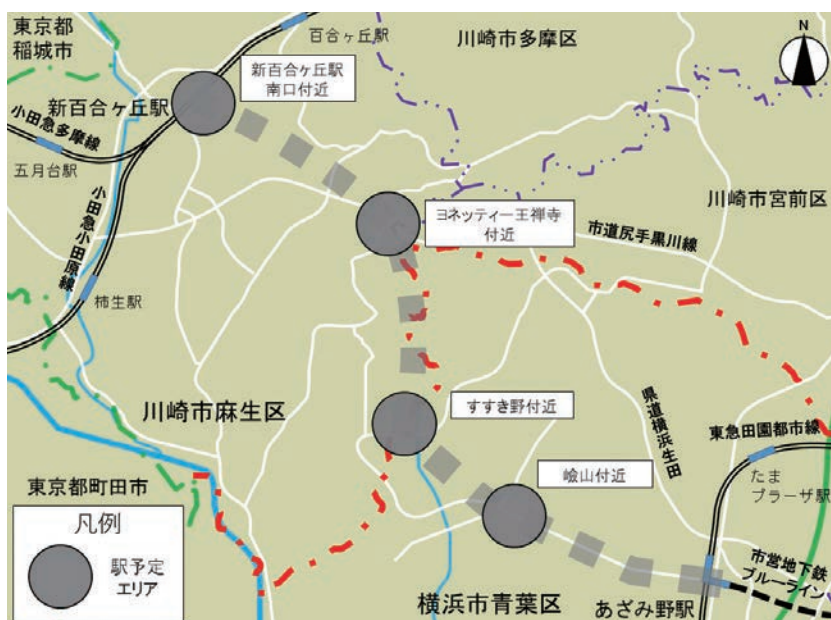 東京都
稲城市
百合ヶ丘駅
川崎市多摩区
N
新百合ヶ丘駅
南口付近
新百合ヶ丘駅
小田急多摩線
五月台駅
川崎市宮前区
ヨネッティー王禅寺
付近
市道尻手黒川線
小田急小田原線
柿生駅
川崎市麻生区
すすき野付近
県道横浜生田
東急田園都市線
たま
プラーザ駅
嶮山付近
東京都町田市
凡例
駅予定
エリア
市営地下鉄
ブルーライン
横浜市青葉区
あざみ野駅